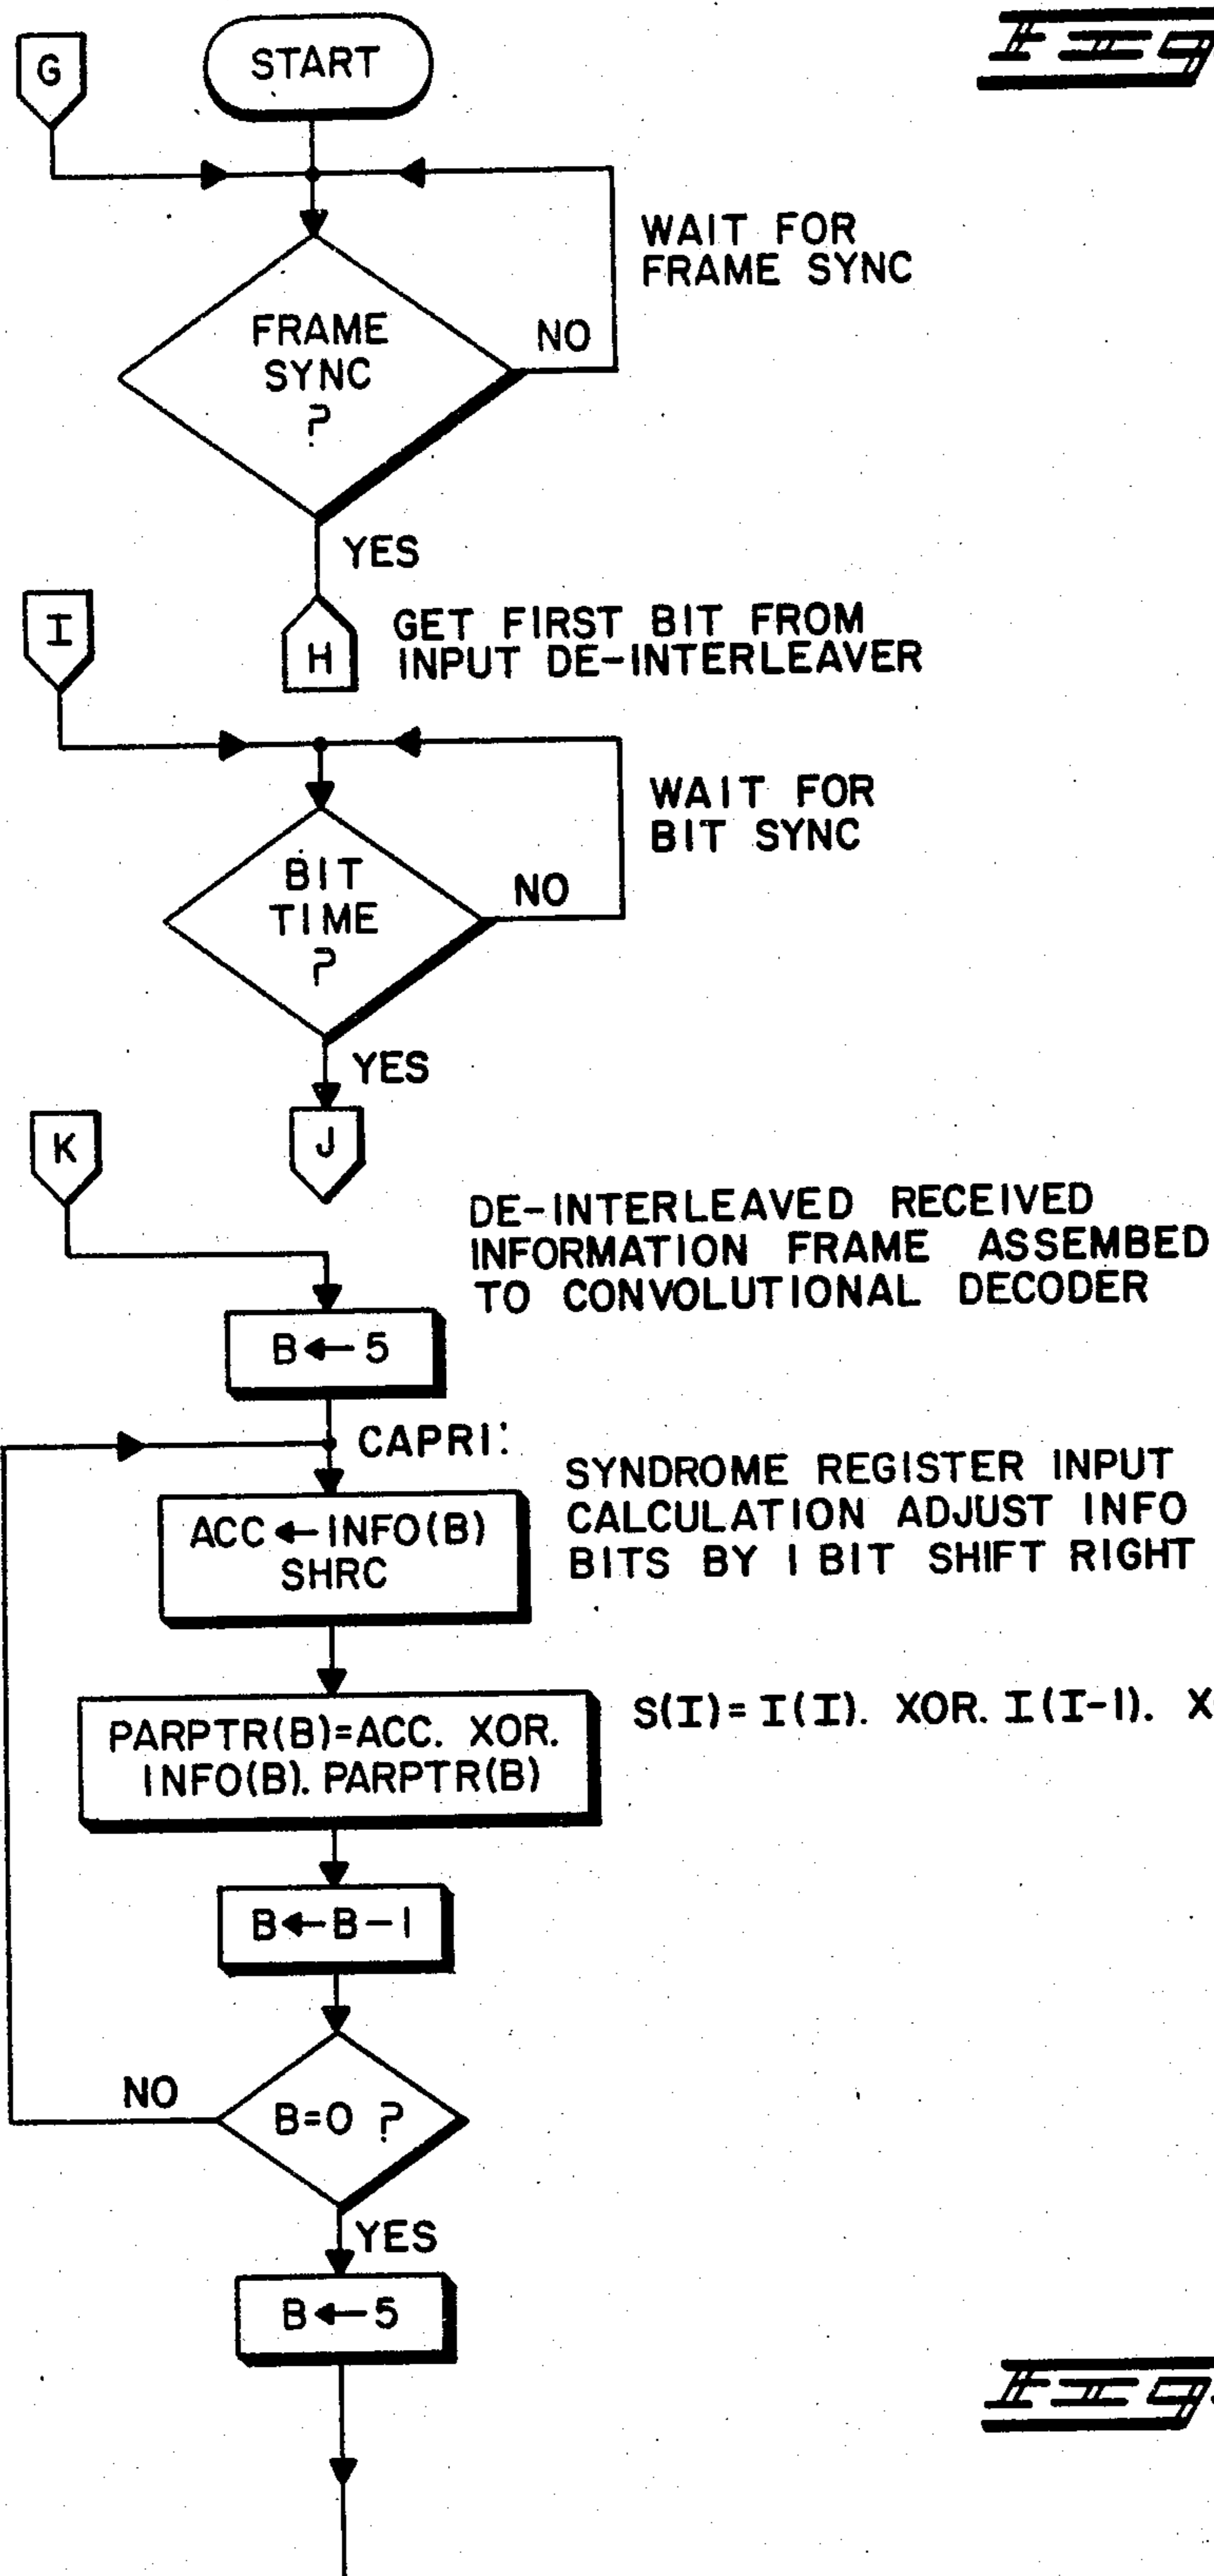 G
START
Fig
WAIT FOR
FRAME SYNC
FRAME
SYNC
?
NO
YES
I
H
GET FIRST BIT FROM
INPUT DE-INTERLEAVER
WAIT FOR
BIT SYNC
BIT
TIME
?
NO
YES
K
J
DE-INTERLEAVED RECEIVED
INFORMATION FRAME ASSEMBED
TO CONVOLUTIONAL DECODER
B←5
CAPRI:
SYNDROME REGISTER INPUT
CALCULATION ADJUST INFO
BITS BY 1 BIT SHIFT RIGHT
ACC←INFO(B)
SHRC
PARPTR(B)=ACC. XOR.
INFO(B). PARPTR(B)
S(I)=I(I). XOR. I(I-1).
B←B-1
NO
B=0 ?
YES
B←5
Fig.